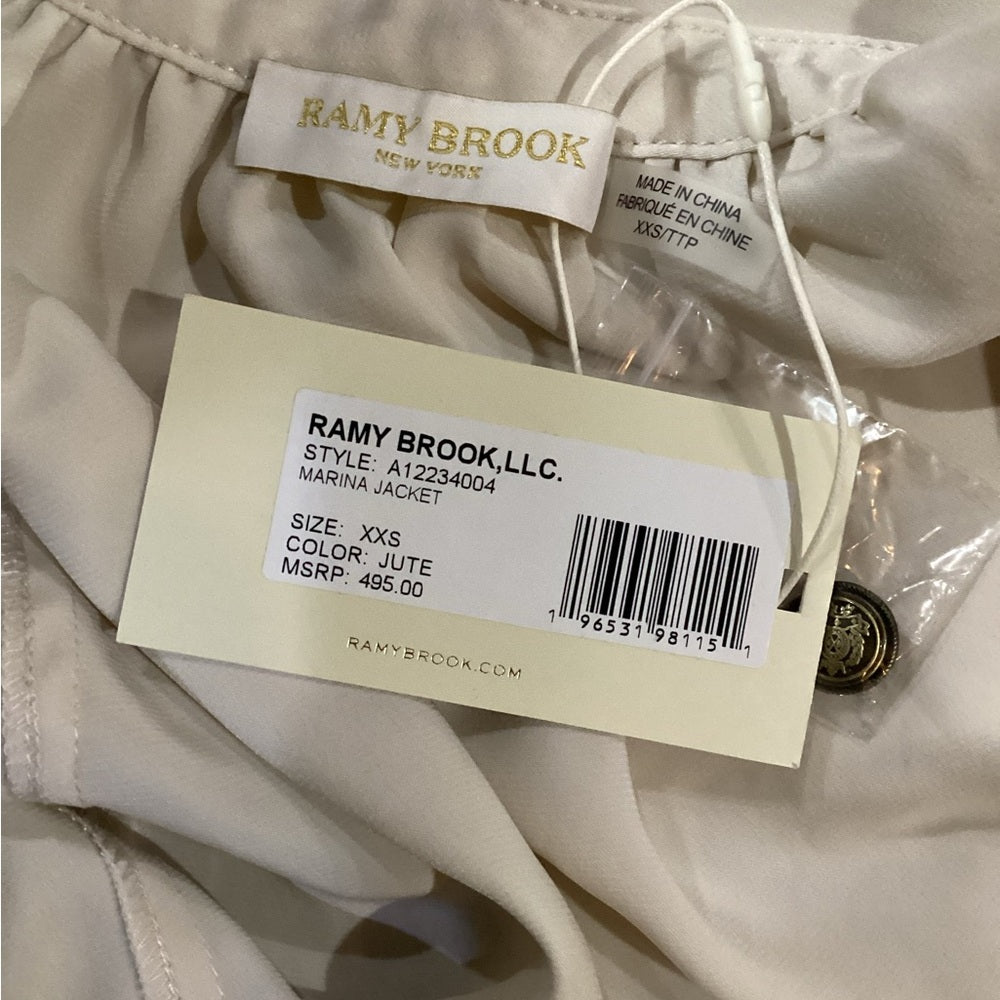 RAMY BROOK
NEW YORK
MADE IN CHINA
FABRIQUÉ EN CHINE
XXS/TTP
RAMY BROOK,LLC.
STYLE: A12234004
MARINA JACKET
SIZE: XXS
COLOR: JUTE
MSRP: 495.00
1 96531 98115 1
RAMYBROOK.COM